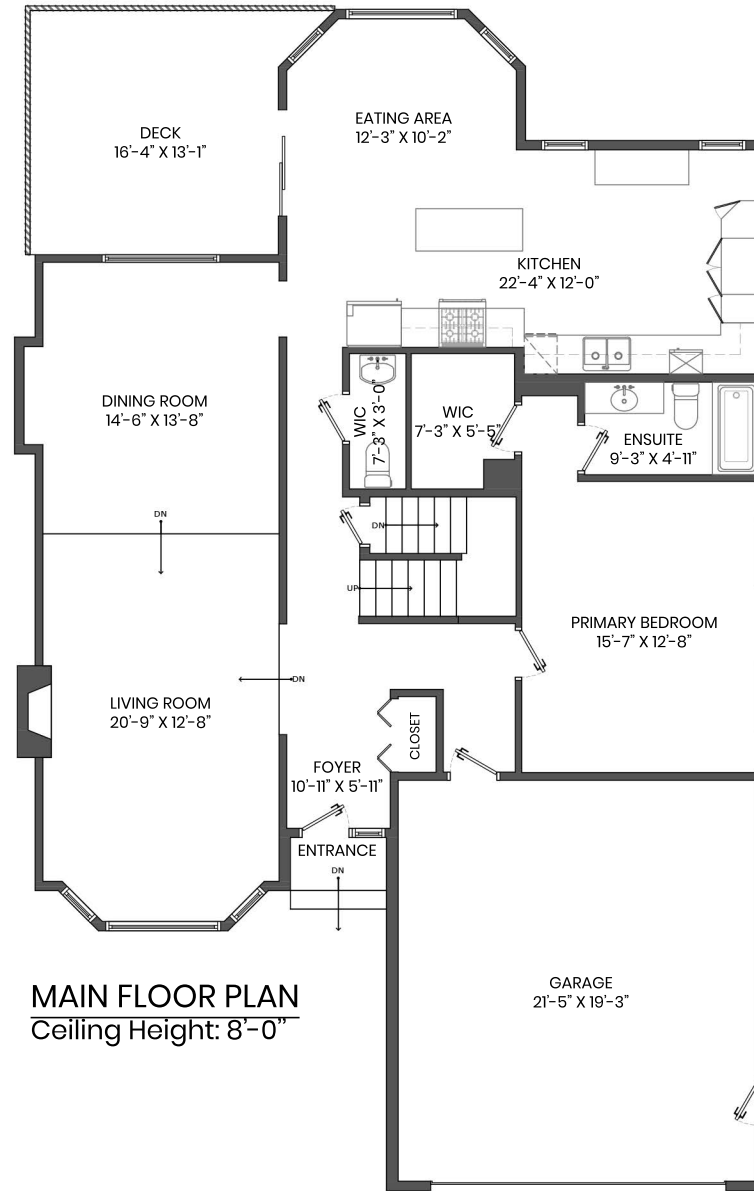 DECK
16'-4" X 13'-1"
EATING AREA
12'-3" X 10'-2"
KITCHEN
22'-4" X 12'-0"
DINING ROOM
14'-6" X 13'-8"
WIC
7'-3" X 3'-0"
WIC
7'-3" X 5'-5"
ENSUITE
9'-3" X 4'-11"
DN
DN
UP
PRIMARY BEDROOM
15'-7" X 12'-8"
DN
LIVING ROOM
20'-9" X 12'-8"
CLOSET
FOYER
10'-11" X 5'-11"
ENTRANCE
DN
GARAGE
21'-5" X 19'-3"
MAIN FLOOR PLAN
Ceiling Height: 8'-0"